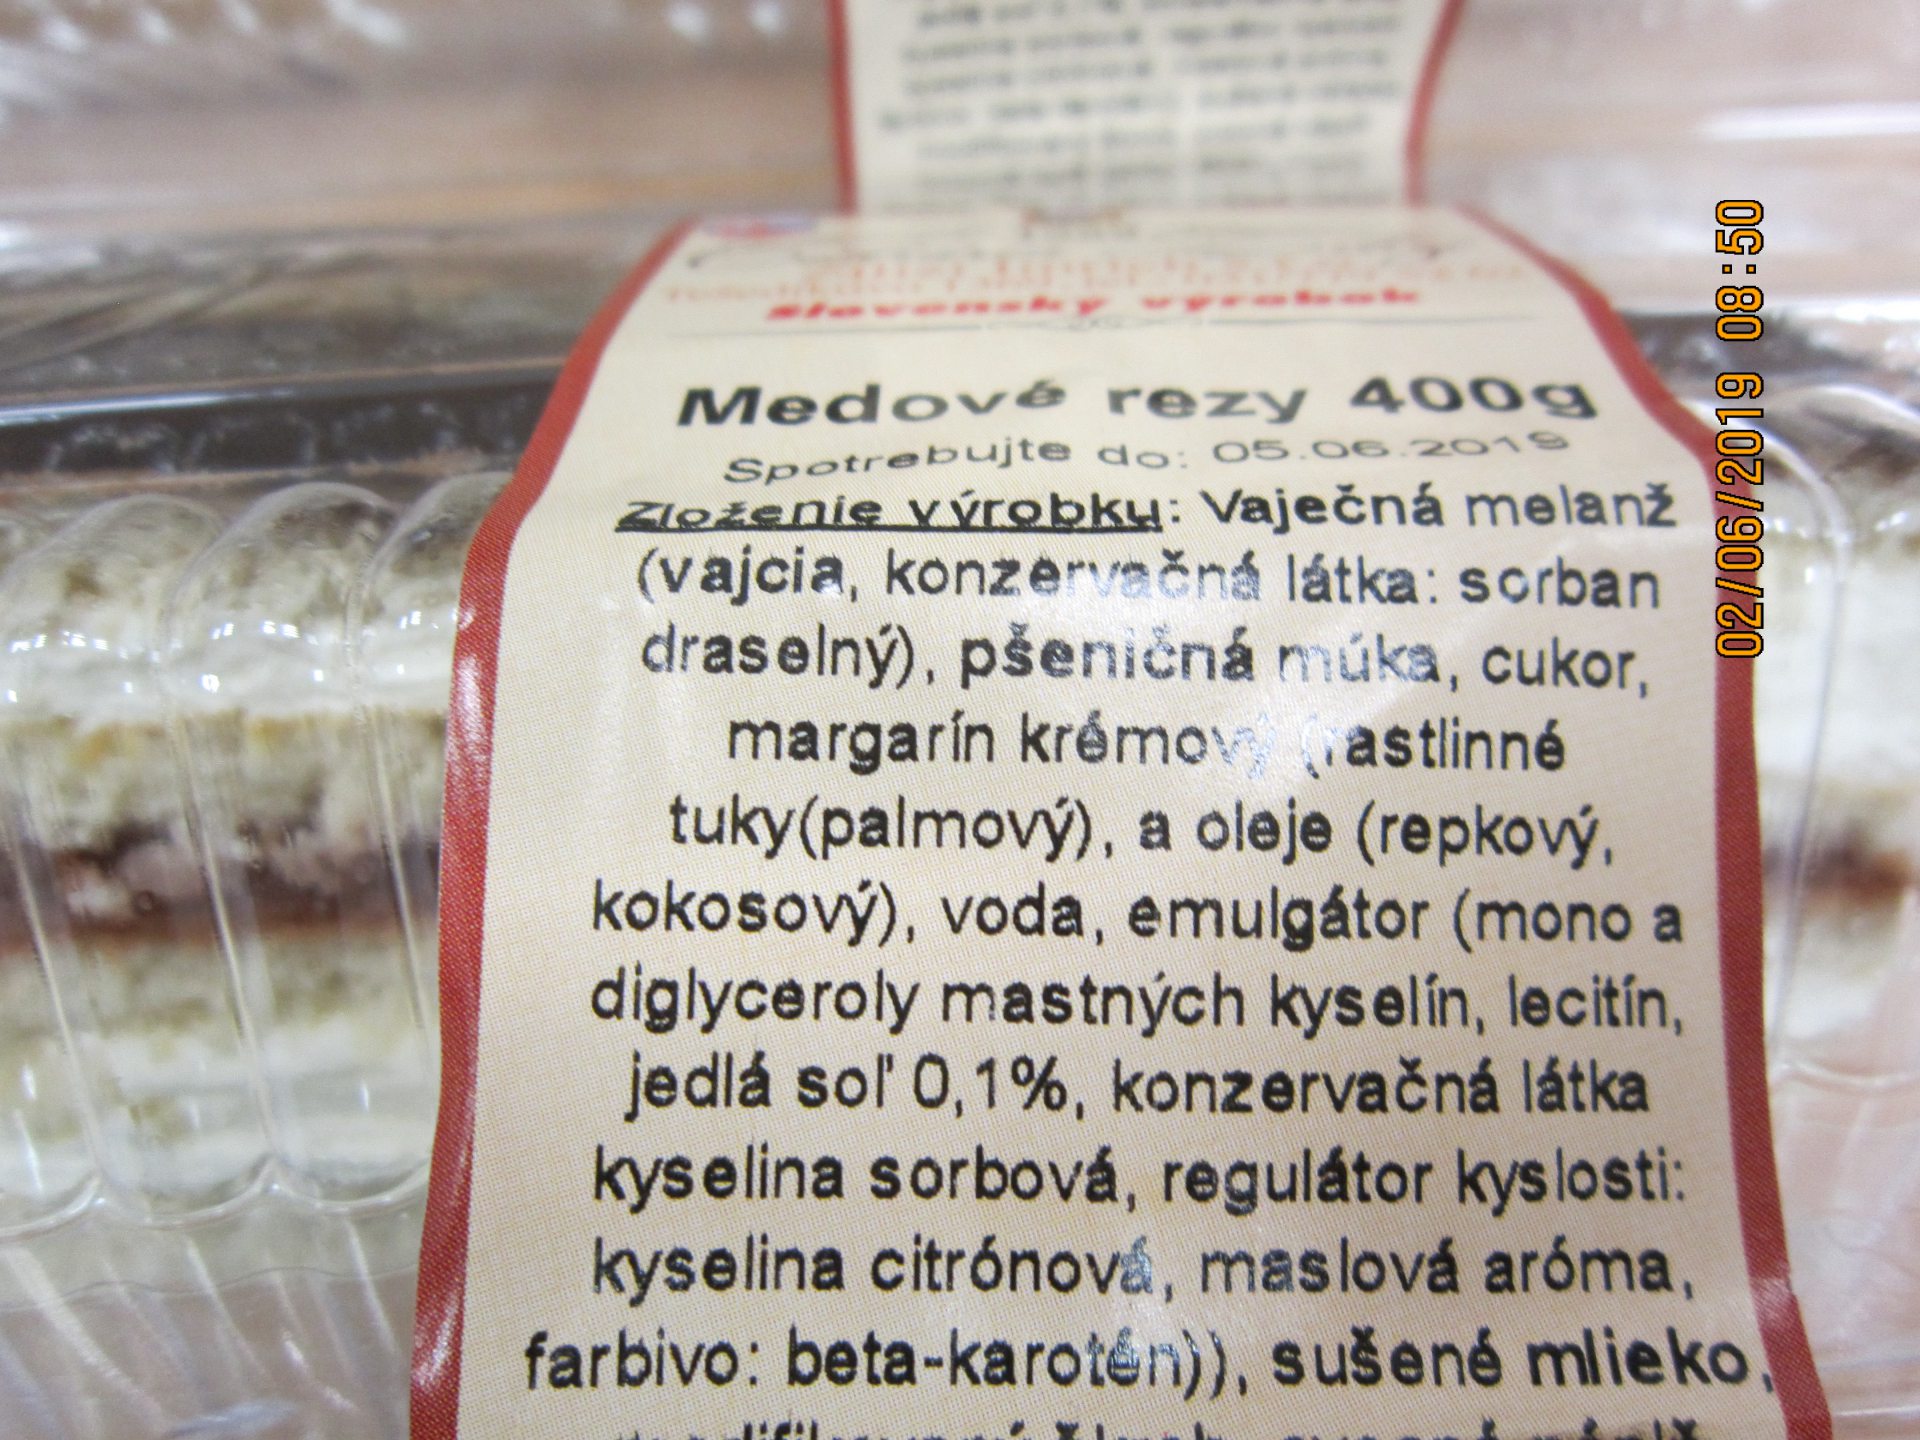 Slovenský výrobok
Medové rezy 400g
Spotrebujte do: 05.06.2019
Zloženie výrobku: Vaječná melanž
(vajcia, konzervačná látka: sorban
draselný), pšeničná múka, cukor,
margarín krémový (rastlinné
tuky(palmový), a oleje (repkový,
kokosový), voda, emulgátor (mono a
diglyceroly mastných kyselín, lecitín,
jedlá soľ 0,1%, konzervačná látka
kyselina sorbová, regulátor kyslosti:
kyselina citrónová, maslová aróma,
farbivo: beta-karotén)), sušené mlieko,
02/06/2019 08:50